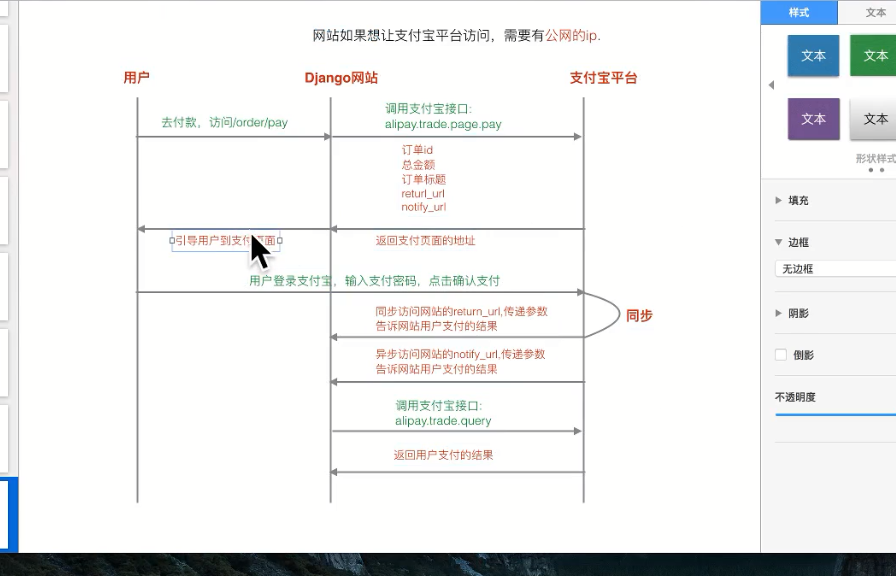 网站如果想让支付宝平台访问，需要有公网的ip.
用户
Django网站
支付宝平台
去付款，访问/order/pay
调用支付宝接口:
alipay.trade.page.pay
订单id
总金额
订单标题
returl_url
notify_url
引导用户到支付页面
返回支付页面的地址
用户登录支付宝，输入支付密码，点击确认支付
同步访问网站的return_url,传递参数
告诉网站用户支付的结果
同步
异步访问网站的notify_url,传递参数
告诉网站用户支付的结果
调用支付宝接口:
alipay.trade.query
返回用户支付的结果
样式
文本
文本
文本
文本
文本
形状样式
填充
边框
无边框
阴影
倒影
不透明度